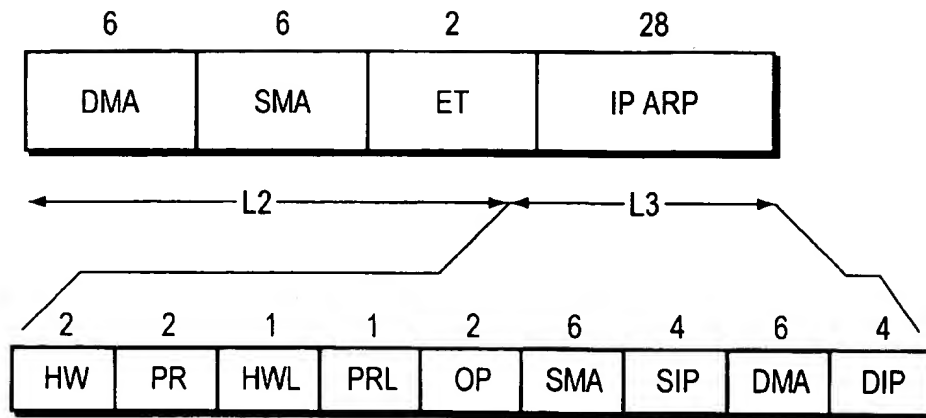 6 6 2 28
DMA SMA ET IP ARP
L2 L3
2 2 1 1 2 6 4 6 4
HW PR HWL PRL OP SMA SIP DMA DIP